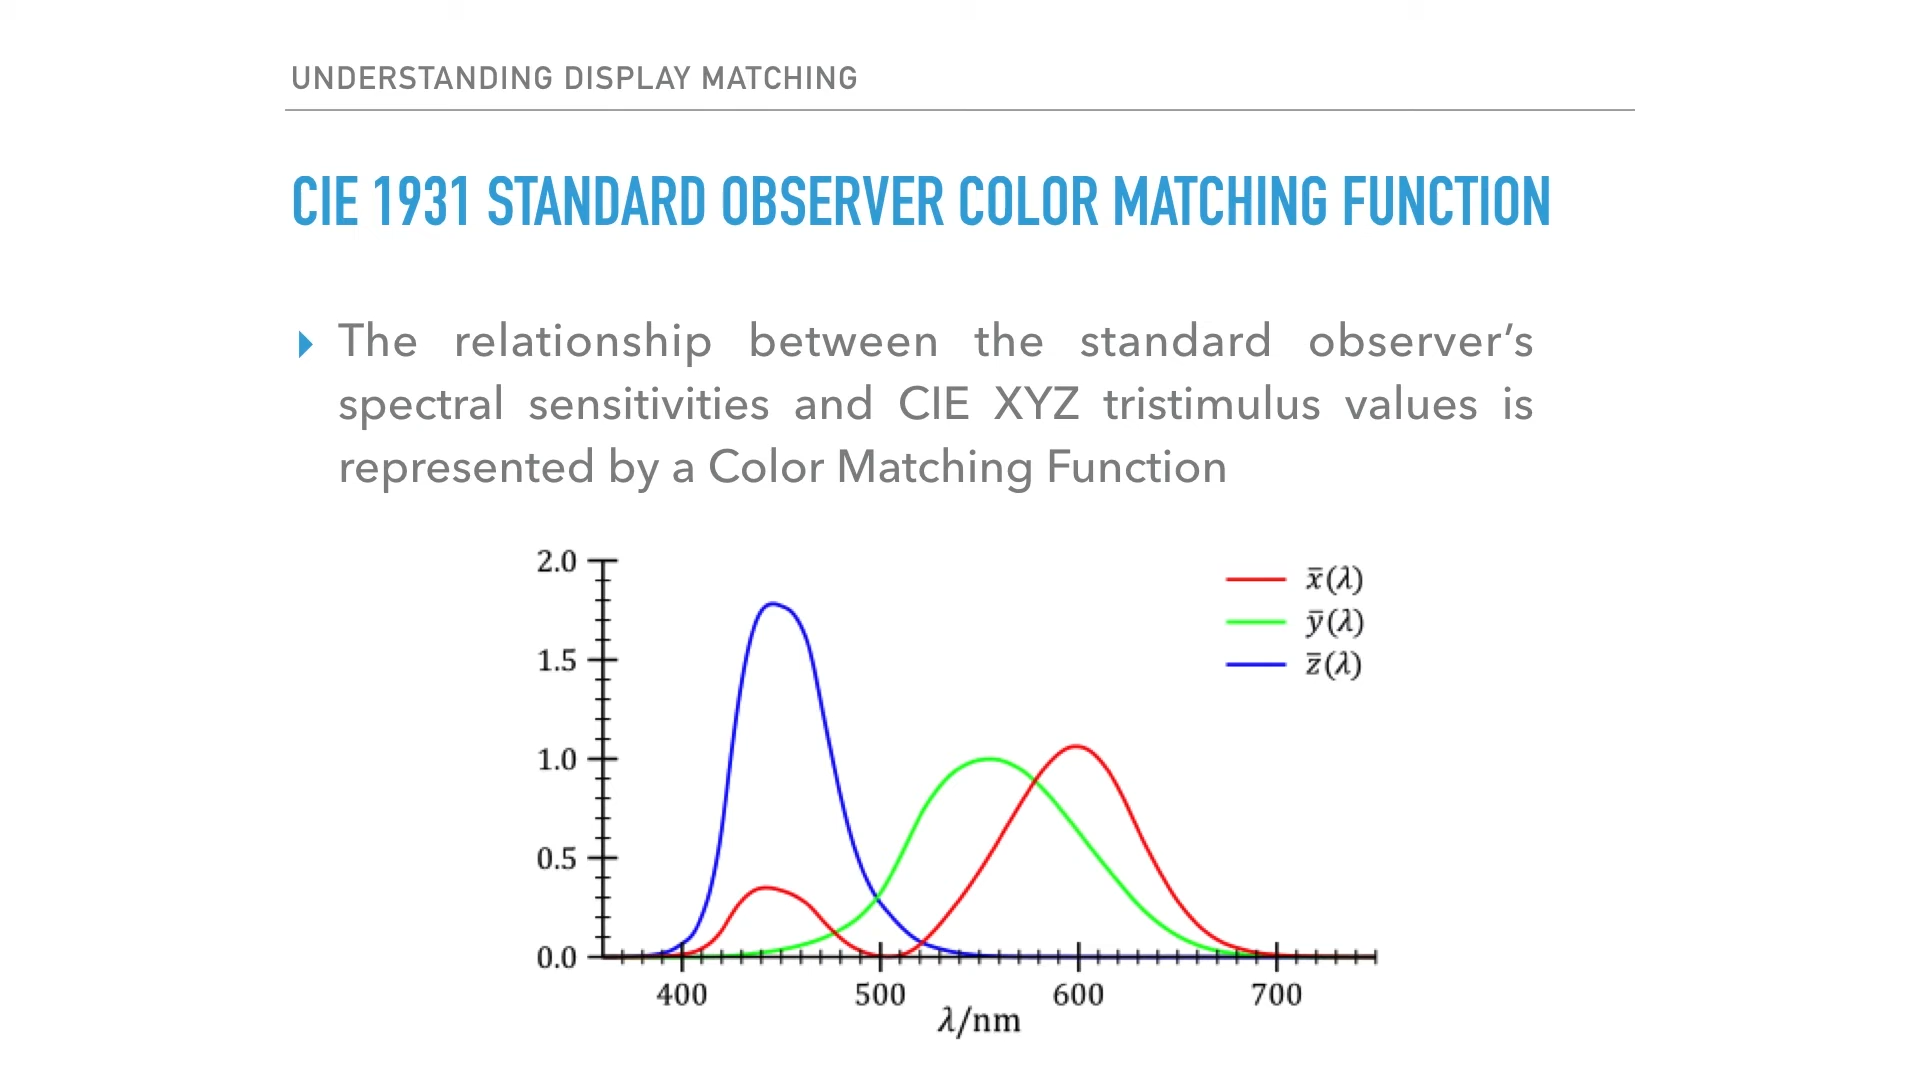 UNDERSTANDING DISPLAY MATCHING
CIE 1931 STANDARD OBSERVER COLOR MATCHING FUNCTION
The relationship between the standard observer’s
spectral sensitivities and CIE XYZ tristimulus values is
represented by a Color Matching Function
2.0
1.5
1.0
0.5
0.0
x̅(λ)
y̅(λ)
z̅(λ)
400 500 600 700
λ/nm